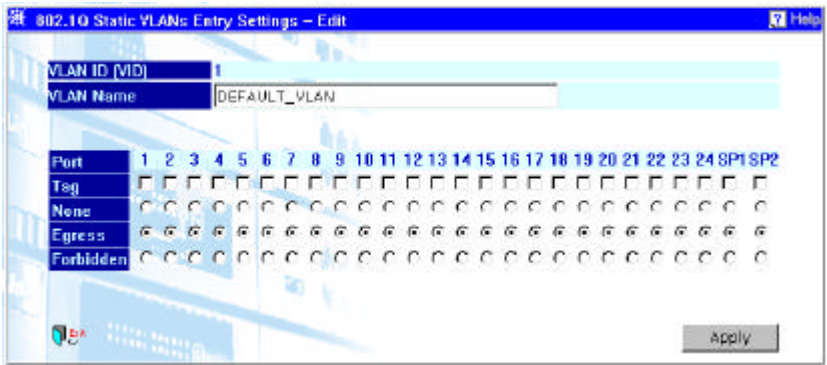 802.1Q Static VLANs Entry Settings – Edit
Help
VLAN ID (VID) 1
VLAN Name DEFAULT_VLAN
Port 1 2 3 4 5 6 7 8 9 10 11 12 13 14 15 16 17 18 19 20 21 22 23 24 SP1 SP2
Tag
None
Egress
Forbidden
Exit
Apply